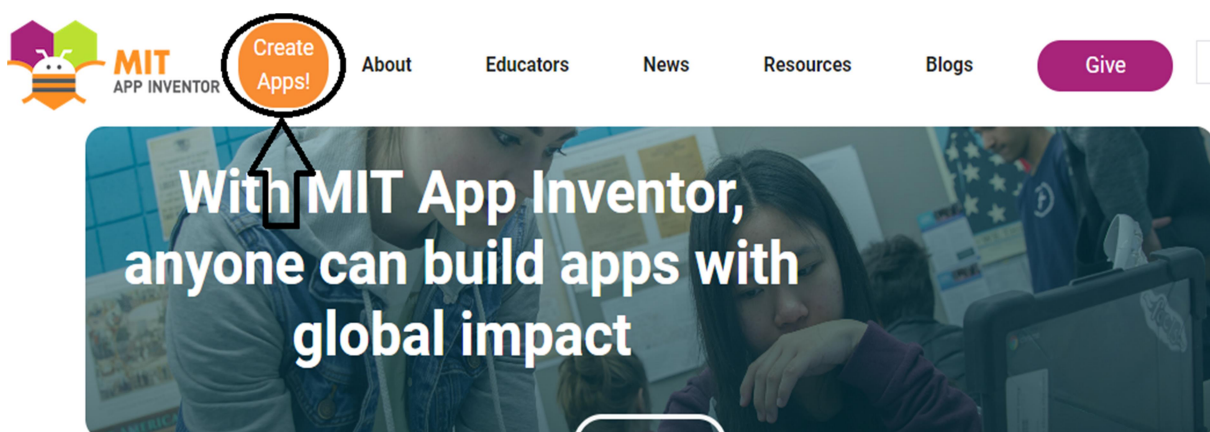 MIT
APP INVENTOR
Create
Apps!
About
Educators
News
Resources
Blogs
Give
With MIT App Inventor,
anyone can build apps with
global impact